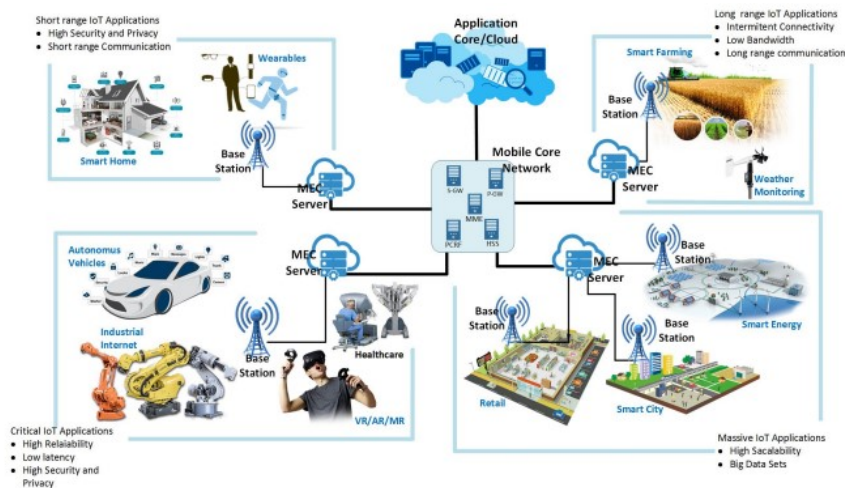 Short range IoT Applications
• High Security and Privacy
• Short range Communication
Wearables
Smart Home
Base
Station
MEC
Server
Application
Core/Cloud
Mobile Core
Network
S-GW
P-GW
MME
PCRF
HSS
Long range IoT Applications
• Intermitent Connectivity
• Low Bandwidth
• Long range communication
Smart Farming
Base
Station
MEC
Server
Weather
Monitoring
Autonomus
Vehicles
MEC
Server
Industrial
Internet
Base
Station
Healthcare
VR/AR/MR
Critical IoT Applications
• High Relaiability
• Low latency
• High Security and
Privacy
Base
Station
MEC
Server
Smart Energy
Base
Station
Base
Station
Retail
Smart City
Massive IoT Applications
• High Sacalability
• Big Data Sets